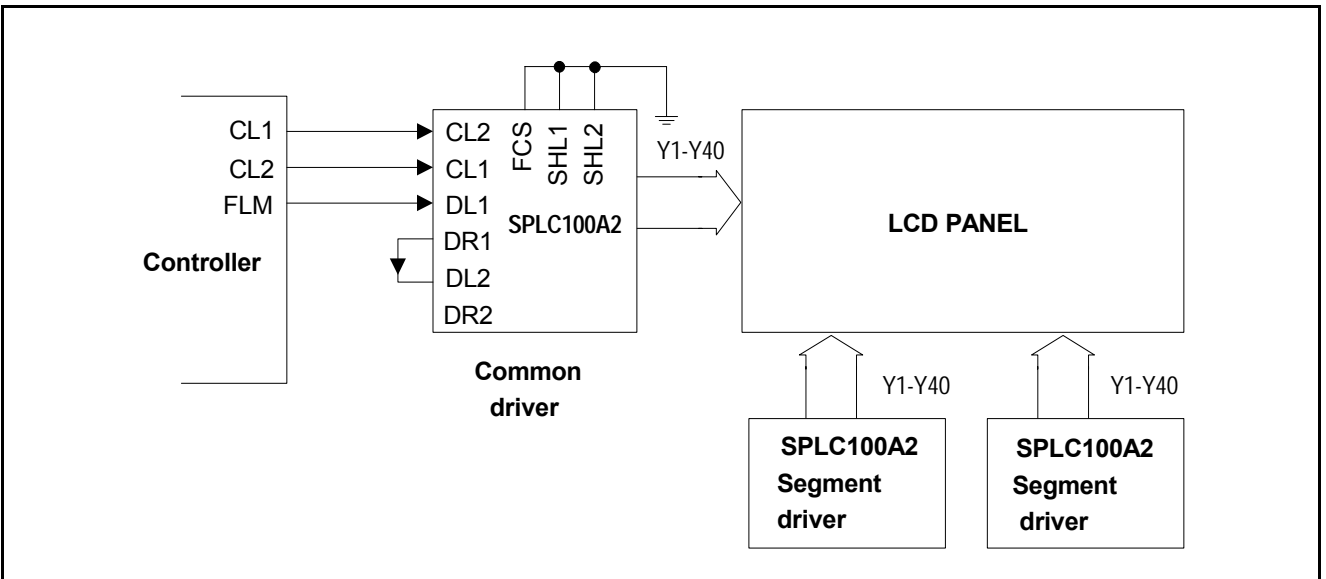 CL1
CL2
FLM
Controller
CL2
CL1
DL1
DR1
DL2
DR2
FCS
SHL1
SHL2
SPLC100A2
Common
driver
Y1-Y40
LCD PANEL
Y1-Y40
Y1-Y40
SPLC100A2
Segment
driver
SPLC100A2
Segment
driver